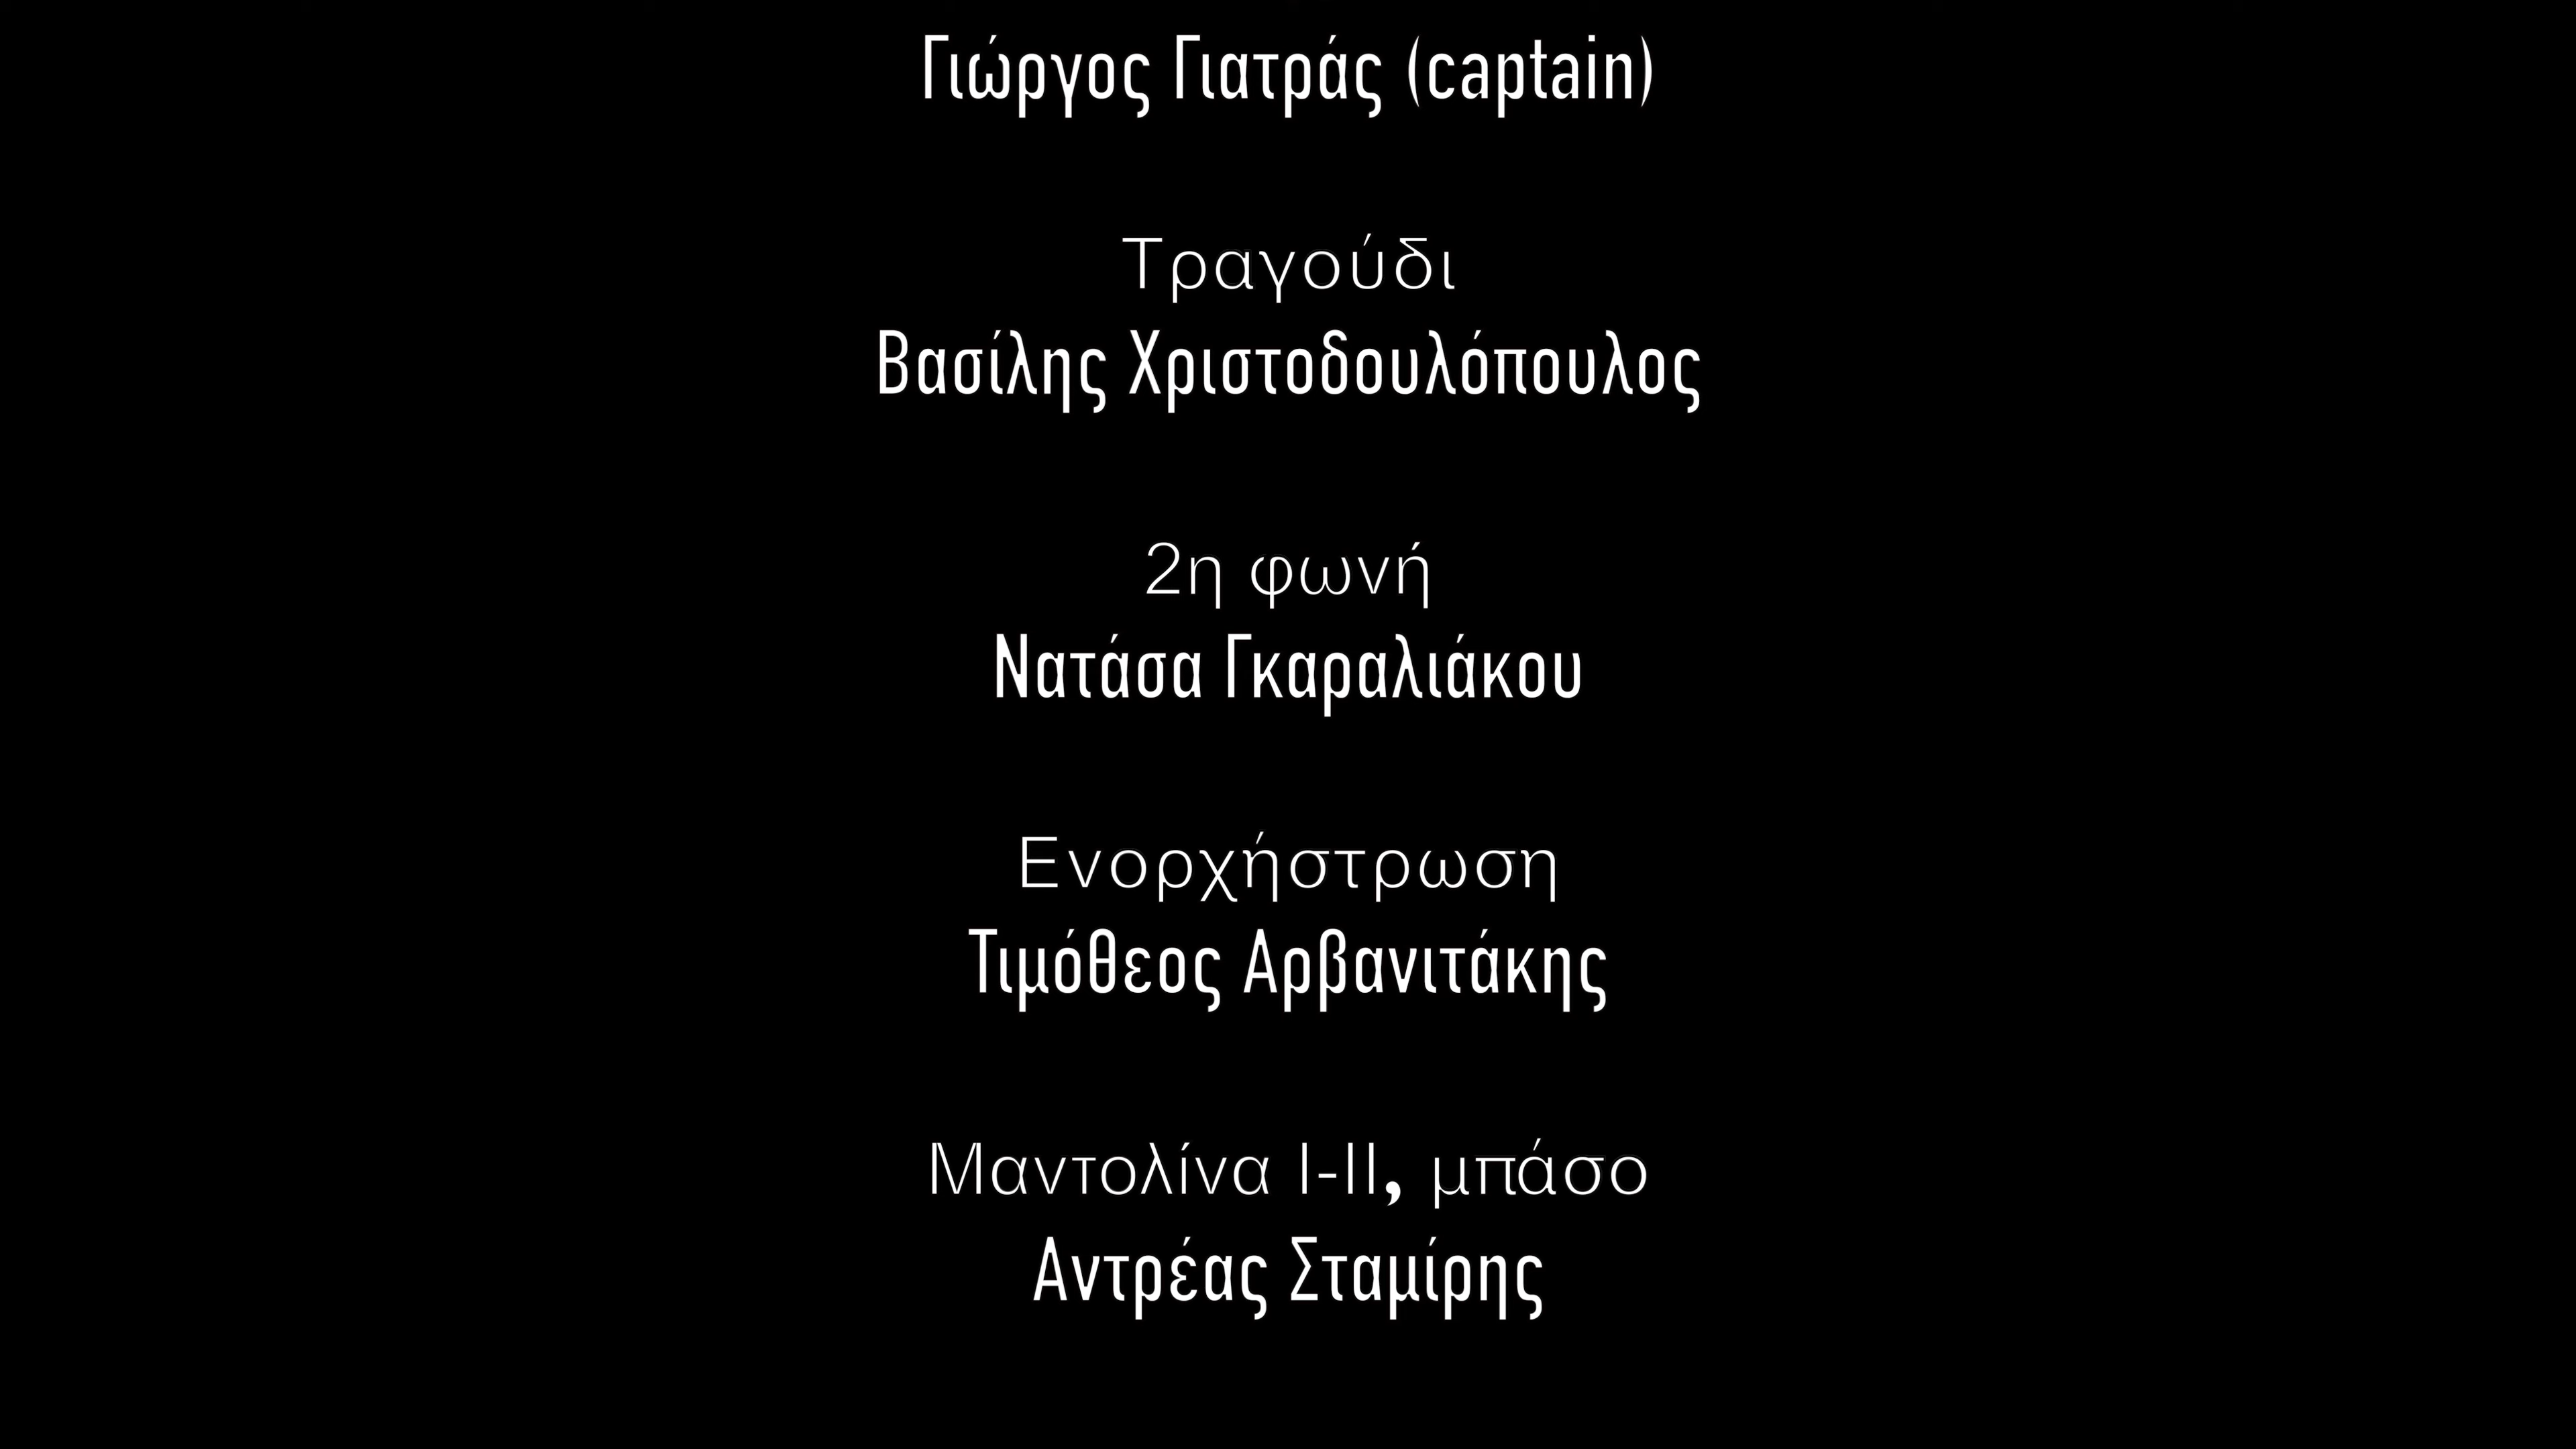 Γιώργος Γιατράς (captain)
Τραγούδι
Βασίλης Χριστοδουλόπουλος
2η φωνή
Νατάσα Γκαραλιάκου
Ενορχήστρωση
Τιμόθεος Αρβανιτάκης
Μαντολίνα I-II, μπάσο
Αντρέας Σταμίρης